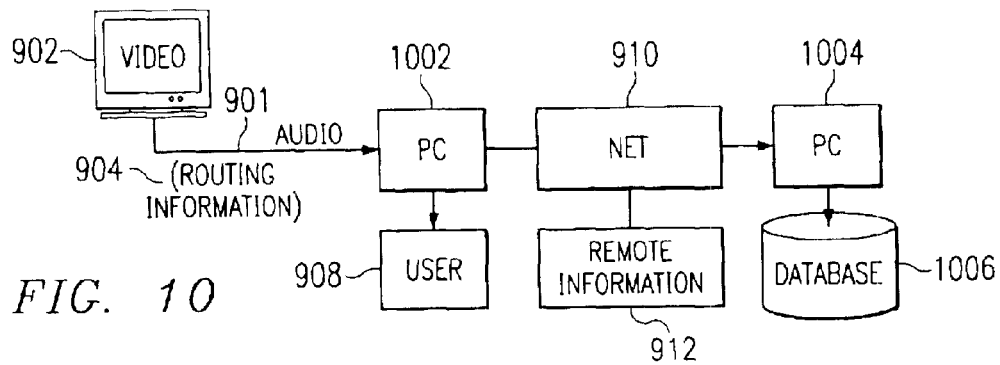 902
VIDEO
901
AUDIO
904
(ROUTING
INFORMATION)
1002
PC
910
NET
1004
PC
908
USER
REMOTE
INFORMATION
912
DATABASE
1006
FIG. 10